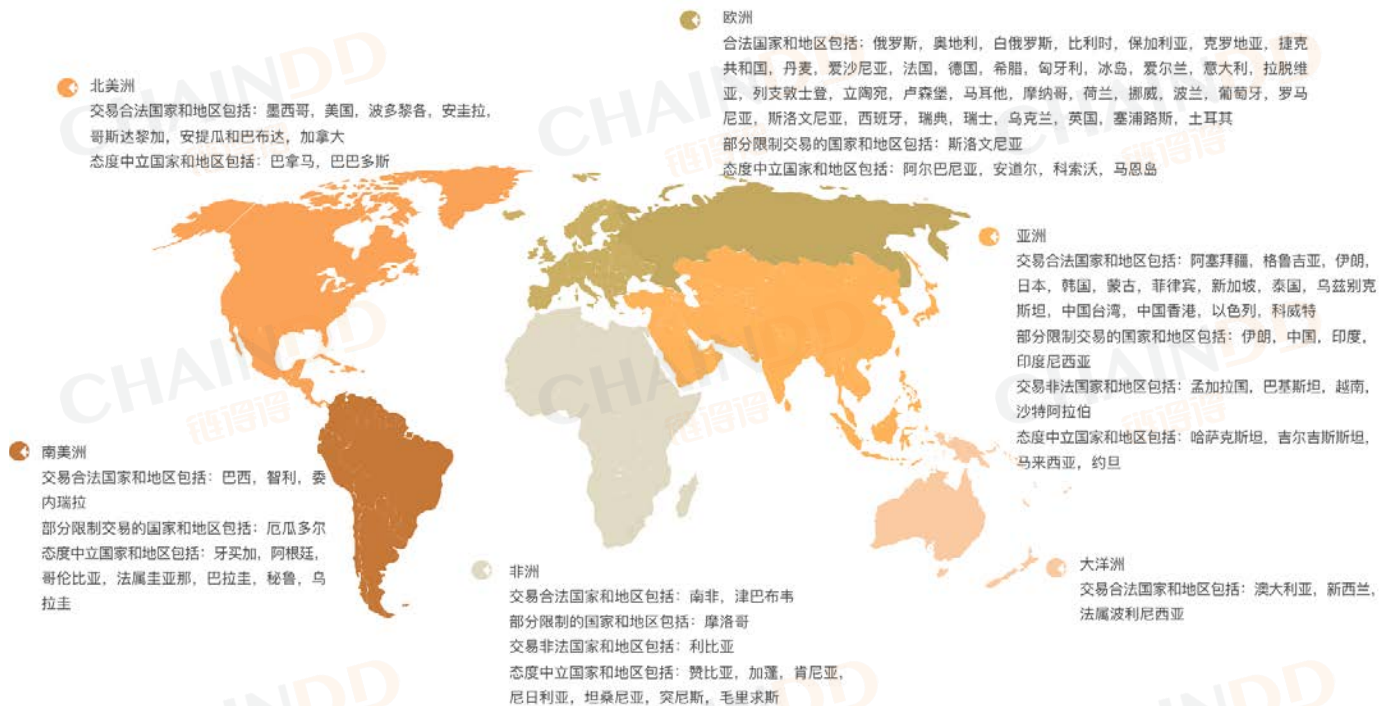 欧洲
合法国家和地区包括：俄罗斯，奥地利，白俄罗斯，比利时，保加利亚，克罗地亚，捷克
共和国，丹麦，爱沙尼亚，法国，德国，希腊，匈牙利，冰岛，爱尔兰，意大利，拉脱维
亚，列支敦士登，立陶宛，卢森堡，马耳他，摩纳哥，荷兰，挪威，波兰，葡萄牙，罗马
尼亚，斯洛文尼亚，西班牙，瑞典，瑞士，乌克兰，英国，塞浦路斯，土耳其
部分限制交易的国家和地区包括：斯洛文尼亚
态度中立国家和地区包括：阿尔巴尼亚，安道尔，科索沃，马恩岛
北美洲
交易合法国家和地区包括：墨西哥，美国，波多黎各，安圭拉，
哥斯达黎加，安提瓜和巴布达，加拿大
态度中立国家和地区包括：巴拿马，巴巴多斯
亚洲
交易合法国家和地区包括：阿塞拜疆，格鲁吉亚，伊朗，
日本，韩国，蒙古，菲律宾，新加坡，泰国，乌兹别克
斯坦，中国台湾，中国香港，以色列，科威特
部分限制交易的国家和地区包括：伊朗，中国，印度，
印度尼西亚
交易非法国家和地区包括：孟加拉国，巴基斯坦，越南，
沙特阿拉伯
态度中立国家和地区包括：哈萨克斯坦，吉尔吉斯斯坦，
马来西亚，约旦
南美洲
交易合法国家和地区包括：巴西，智利，委
内瑞拉
部分限制交易的国家和地区包括：厄瓜多尔
态度中立国家和地区包括：牙买加，阿根廷，
哥伦比亚，法属圭亚那，巴拉圭，秘鲁，乌
拉圭
非洲
交易合法国家和地区包括：南非，津巴布韦
部分限制的国家和地区包括：摩洛哥
交易非法国家和地区包括：利比亚
态度中立国家和地区包括：赞比亚，加蓬，肯尼亚，
尼日利亚，坦桑尼亚，突尼斯，毛里求斯
大洋洲
交易合法国家和地区包括：澳大利亚，新西兰，
法属波利尼西亚
CHAINDD
链得得
CHAINDD
链得得
CHAINDD
链得得
CHAINDD
链得得
CHAINDD
链得得
CHAINDD
链得得